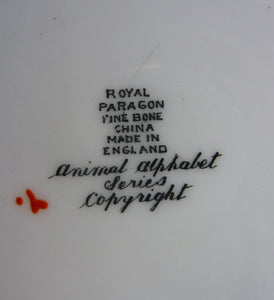 ROYAL
PARAGON
FINE BONE
CHINA
MADE IN
ENGLAND
Animal Alphabet
Series
Copyright